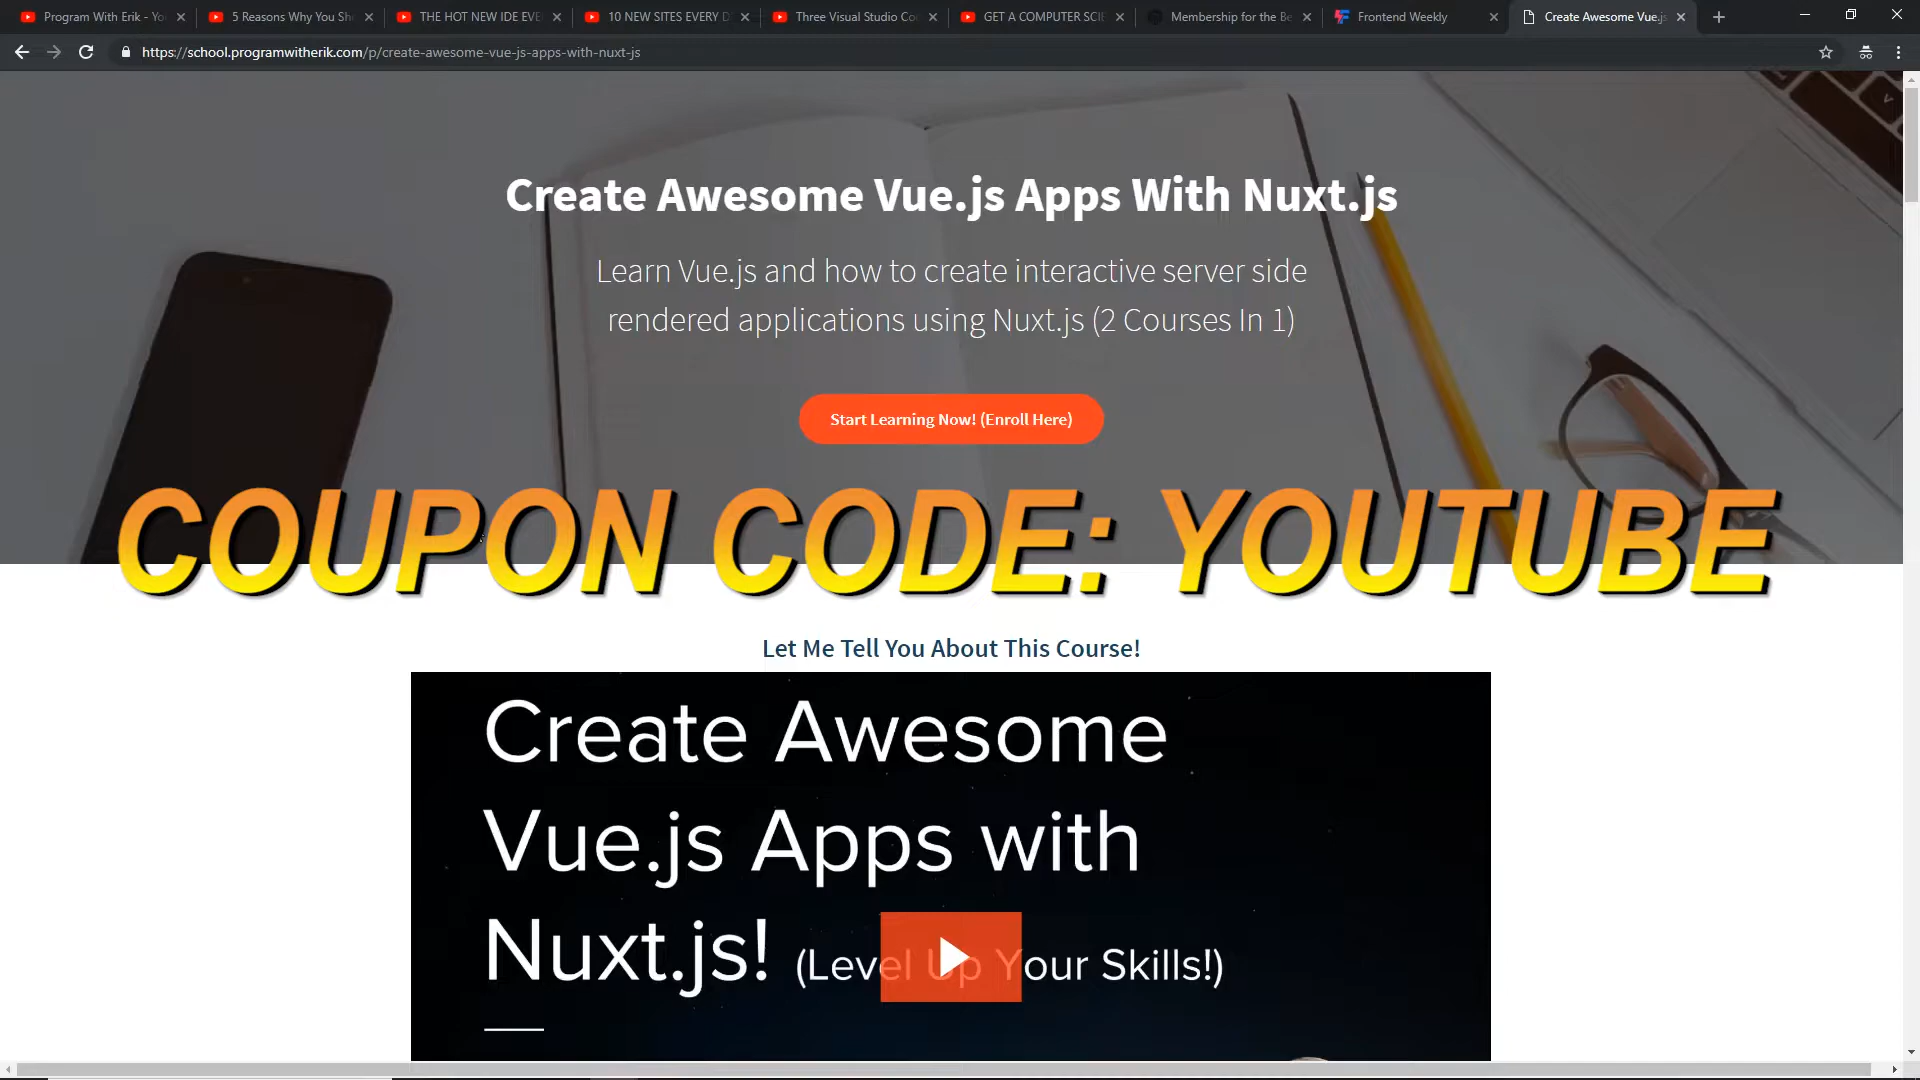 Program With Erik - Yo
5 Reasons Why You Sh
THE HOT NEW IDE EVE
10 NEW SITES EVERY D
Three Visual Studio Co
GET A COMPUTER SCI
Membership for the Be
Frontend Weekly
Create Awesome Vue.js
https://school.programwitherik.com/p/create-awesome-vue-js-apps-with-nuxt-js
Create Awesome Vue.js Apps With Nuxt.js
Learn Vue.js and how to create interactive server side
rendered applications using Nuxt.js (2 Courses In 1)
Start Learning Now! (Enroll Here)
COUPON CODE: YOUTUBE
Let Me Tell You About This Course!
Create Awesome
Vue.js Apps with
Nuxt.js! (Level Up Your Skills!)